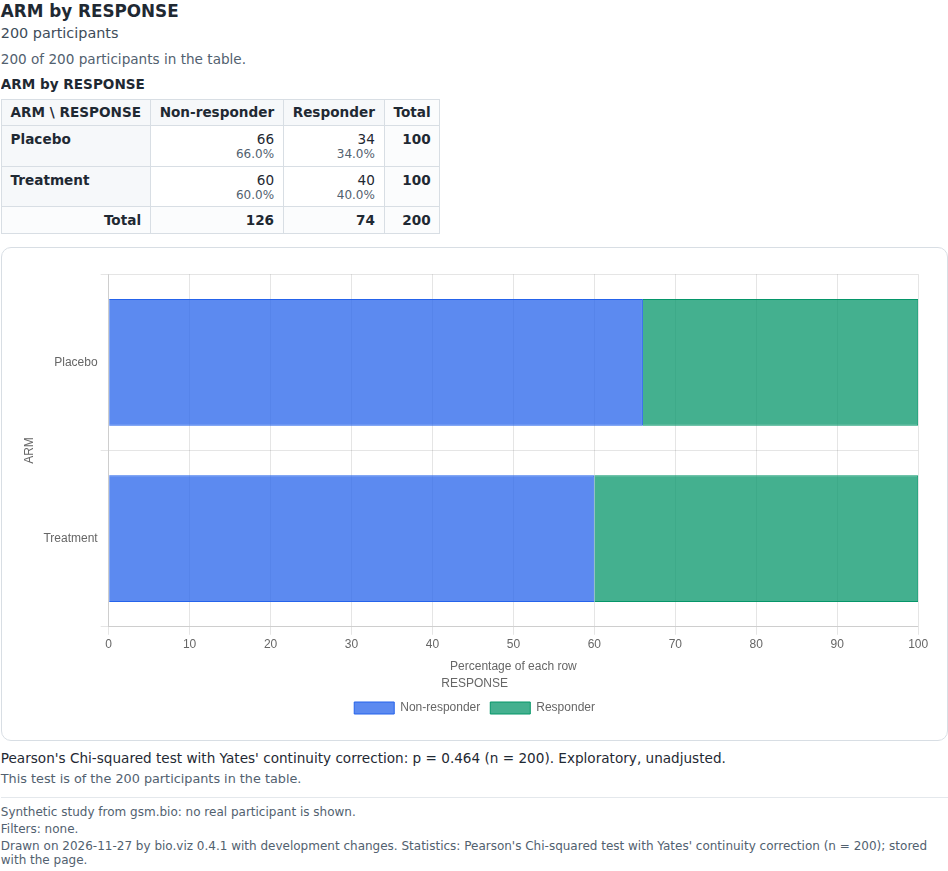 ARM by RESPONSE
200 participants
200 of 200 participants in the table.
ARM by RESPONSE
ARM \ RESPONSE Non-responder Responder Total
Placebo 66 34 100
66.0% 34.0%
Treatment 60 40 100
60.0% 40.0%
Total 126 74 200
Placebo
ARM
Treatment
0 10 20 30 40 50 60 70 80 90 100
Percentage of each row
RESPONSE
Non-responder Responder
Pearson's Chi-squared test with Yates' continuity correction: p = 0.464 (n = 200). Exploratory, unadjusted.
This test is of the 200 participants in the table.
Synthetic study from gsm.bio: no real participant is shown.
Filters: none.
Drawn on 2026-11-27 by bio.viz 0.4.1 with development changes. Statistics: Pearson's Chi-squared test with Yates' continuity correction (n = 200); stored
with the page.